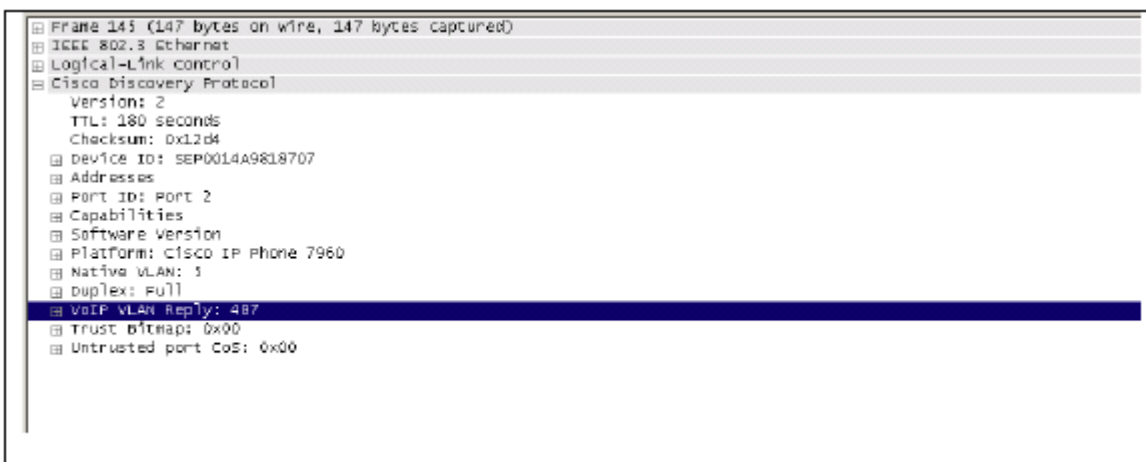 Frame 145 (147 bytes on wire, 147 bytes captured)
IEEE 802.3 Ethernet
Logical-Link Control
Cisco Discovery Protocol
Version: 2
TTL: 180 seconds
Checksum: 0x12d4
Device ID: SEP0014A9818707
Addresses
Port ID: Port 2
Capabilities
Software Version
Platform: Cisco IP Phone 7960
Native VLAN: 5
Duplex: Full
VoIP VLAN Reply: 487
Trust Bitmap: 0x00
Untrusted port CoS: 0x00